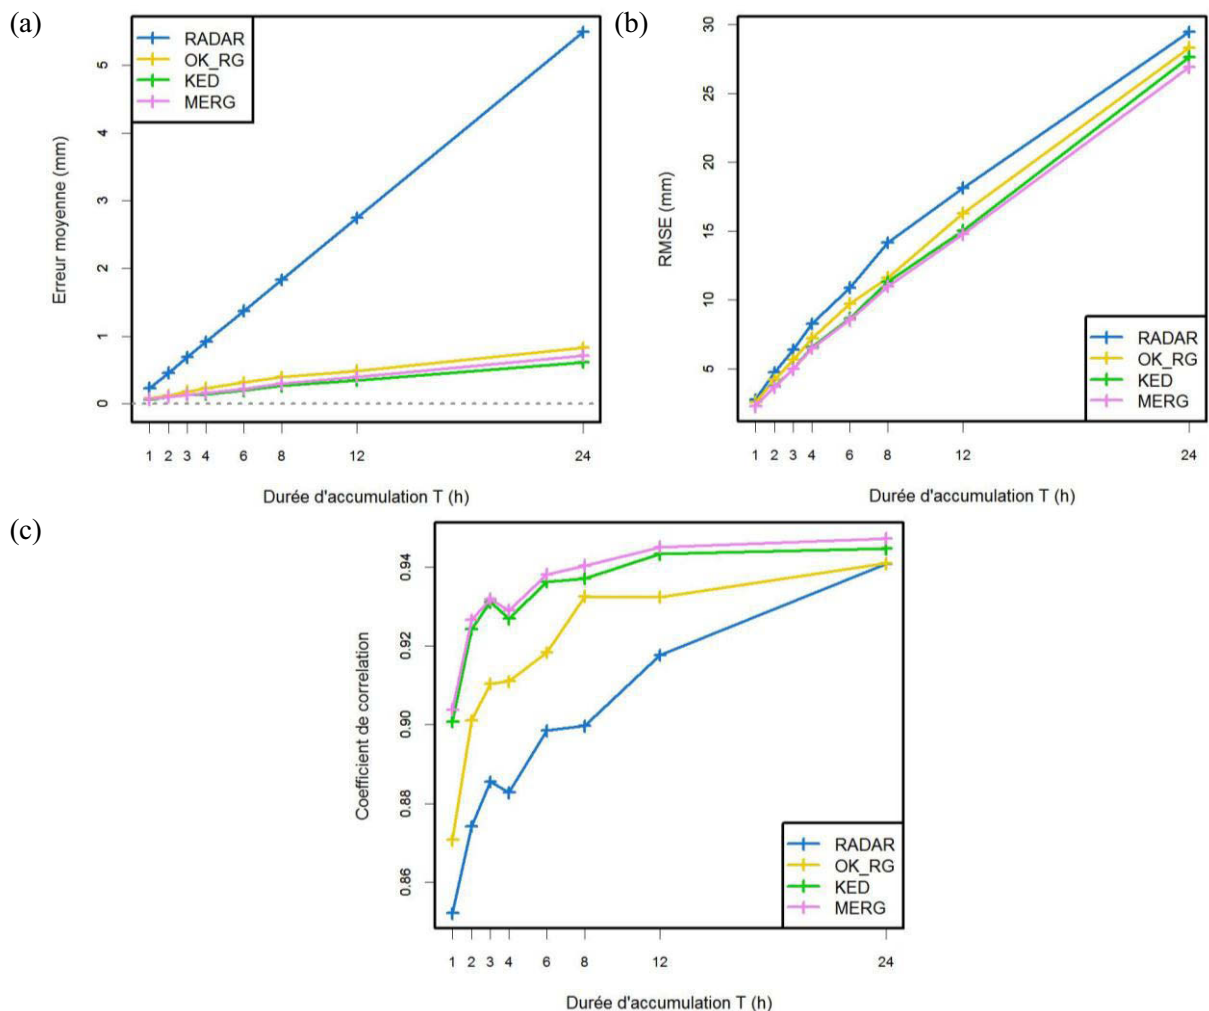 (a)
RADAR
OK_RG
KED
MERG
Erreur moyenne (mm)
5
4
3
2
1
0
1 2 3 4 6 8 12 24
Durée d'accumulation T (h)
(b)
RMSE (mm)
30
25
20
15
10
5
RADAR
OK_RG
KED
MERG
1 2 3 4 6 8 12 24
Durée d'accumulation T (h)
(c)
Coefficient de correlation
0.94
0.92
0.90
0.88
0.86
RADAR
OK_RG
KED
MERG
1 2 3 4 6 8 12 24
Durée d'accumulation T (h)